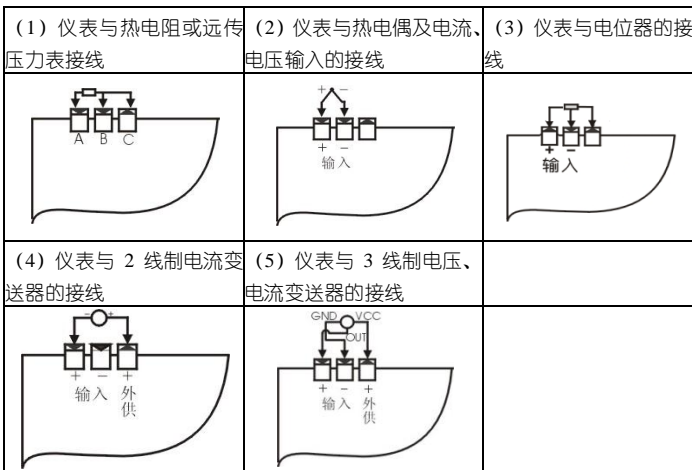 (1) 仪表与热电阻或远传
压力表接线
(2) 仪表与热电偶及电流、
电压输入的接线
(3) 仪表与电位器的接
线
A B C
+ −
+ −
输入
+ −
输入
(4) 仪表与 2 线制电流变
送器的接线
(5) 仪表与 3 线制电压、
电流变送器的接线
- +
+ − +
输入 外
供
GND VCC
OUT
+ − +
输入 外
供